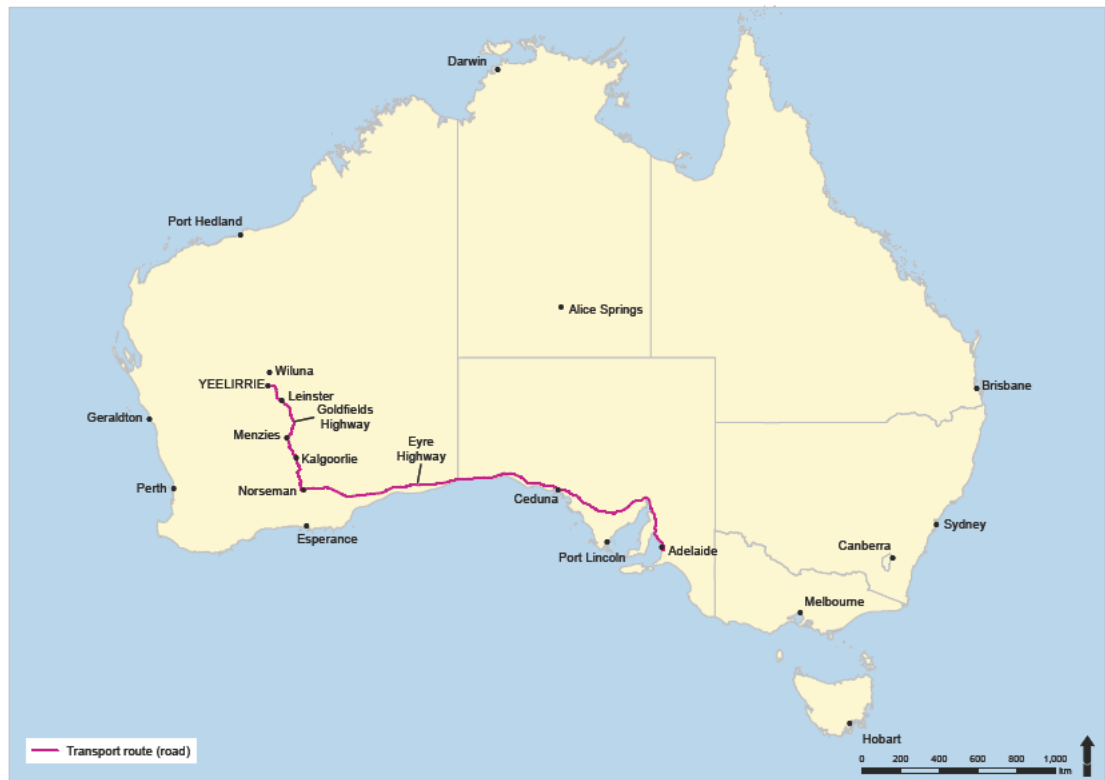 Darwin
Port Hedland
Alice Springs
Wiluna
YEELIRRIE
Leinster
Brisbane
Geraldton
Goldfields
Highway
Menzies
Eyre
Highway
Kalgoorlie
Perth
Norseman
Ceduna
Sydney
Esperance
Port Lincoln
Adelaide
Canberra
Melbourne
Hobart
Transport route (road)
0 200 400 600 800 1,000
km